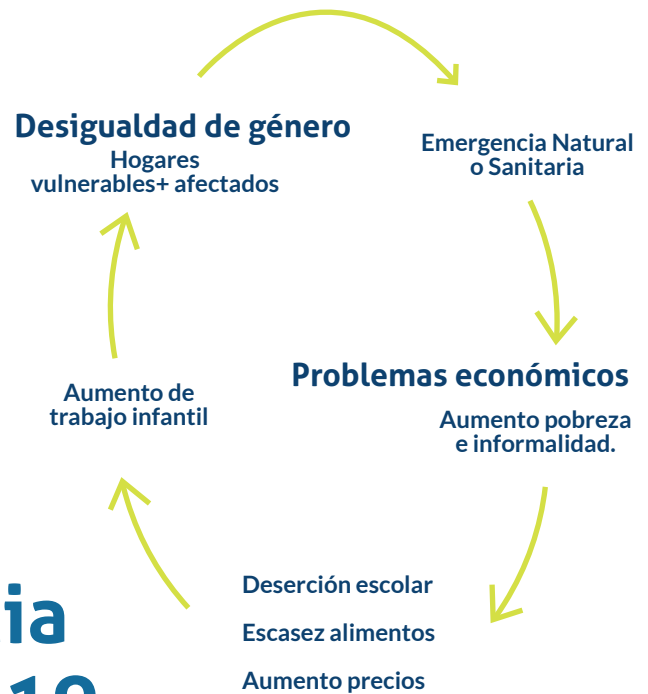 Desigualdad de género
Hogares
vulnerables+ afectados
Emergencia Natural
o Sanitaria
Problemas económicos
Aumento pobreza
e informalidad.
Aumento de
trabajo infantil
Deserción escolar
Escasez alimentos
Aumento precios
ia